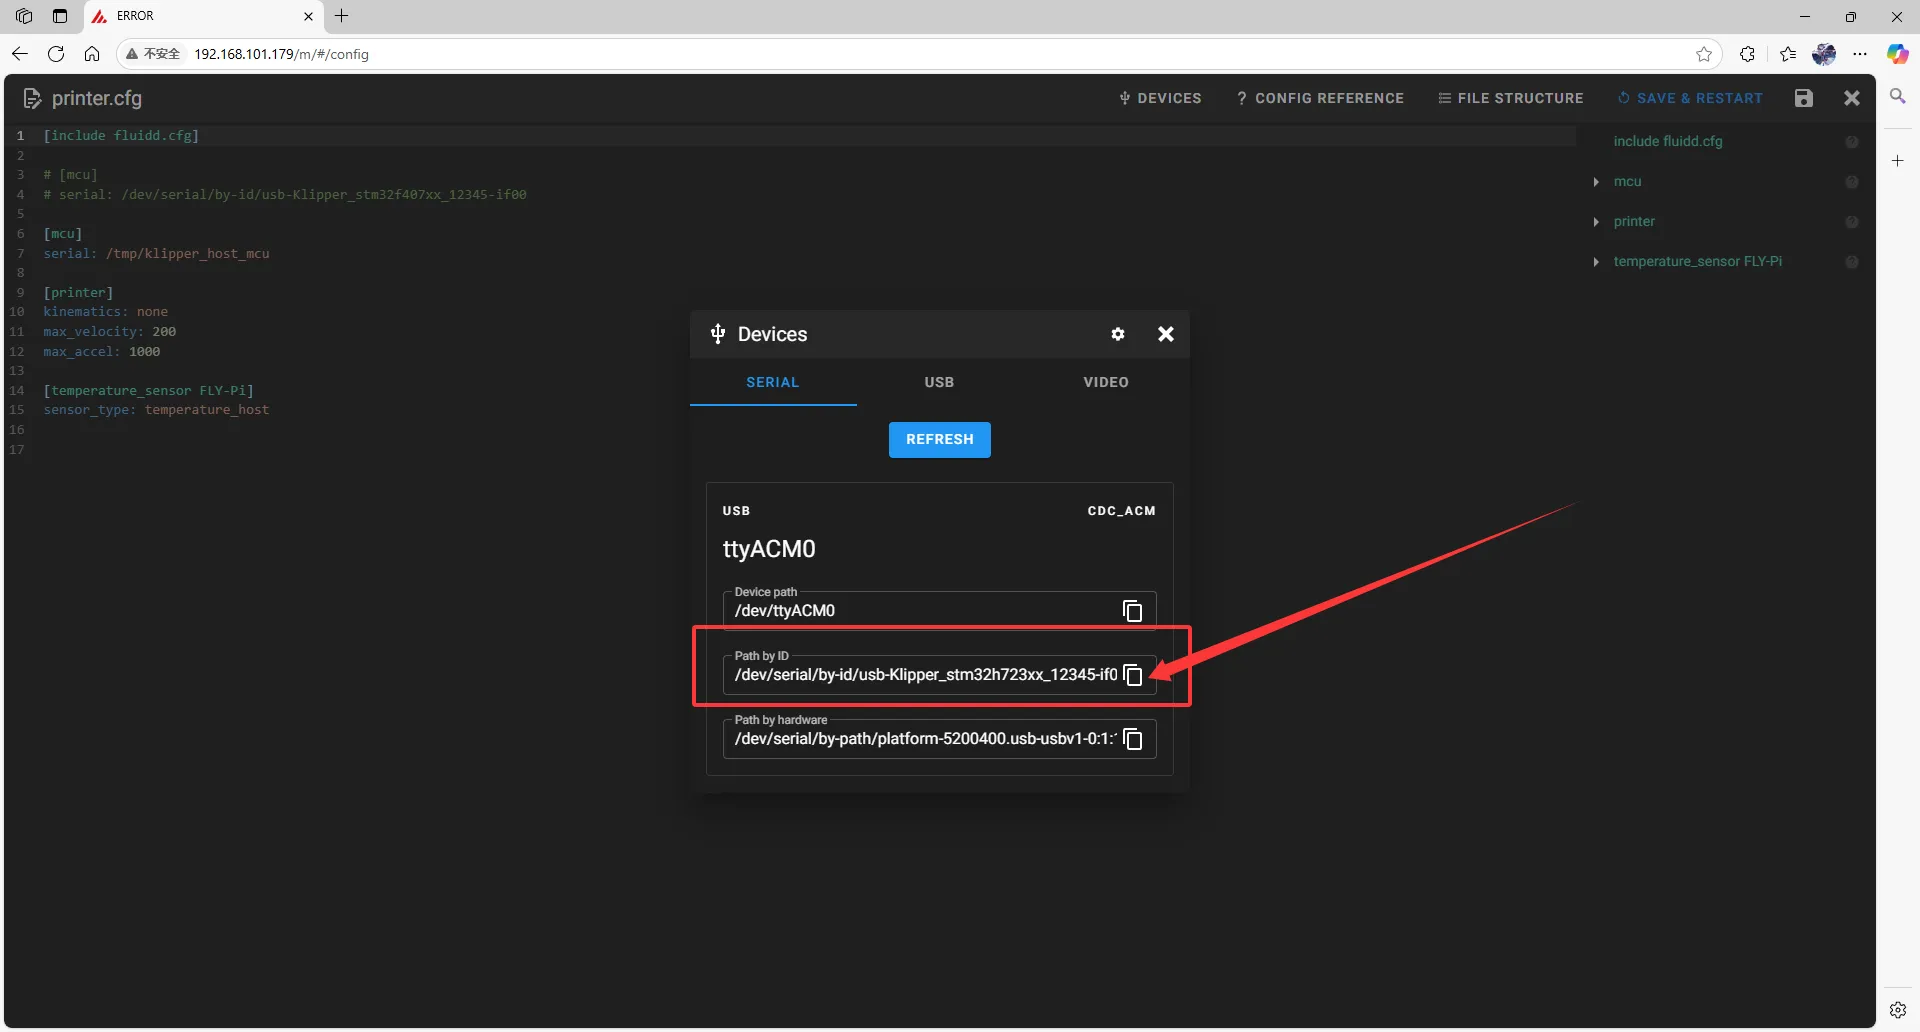 ERROR
不安全
192.168.101.179/m/#/config
printer.cfg
DEVICES
? CONFIG REFERENCE
FILE STRUCTURE
SAVE & RESTART
1 [include fluidd.cfg]
2
3 # [mcu]
4 # serial: /dev/serial/by-id/usb-Klipper_stm32f407xx_12345-if00
5
6 [mcu]
7 serial: /tmp/klipper_host_mcu
8
9 [printer]
10 kinematics: none
11 max_velocity: 200
12 max_accel: 1000
13
14 [temperature_sensor FLY-Pi]
15 sensor_type: temperature_host
16
17
include fluidd.cfg
mcu
printer
temperature_sensor FLY-Pi
Devices
SERIAL
USB
VIDEO
REFRESH
USB
CDC_ACM
ttyACM0
Device path
/dev/ttyACM0
Path by ID
/dev/serial/by-id/usb-Klipper_stm32h723xx_12345-if0
Path by hardware
/dev/serial/by-path/platform-5200400.usb-usbv1-0:1: